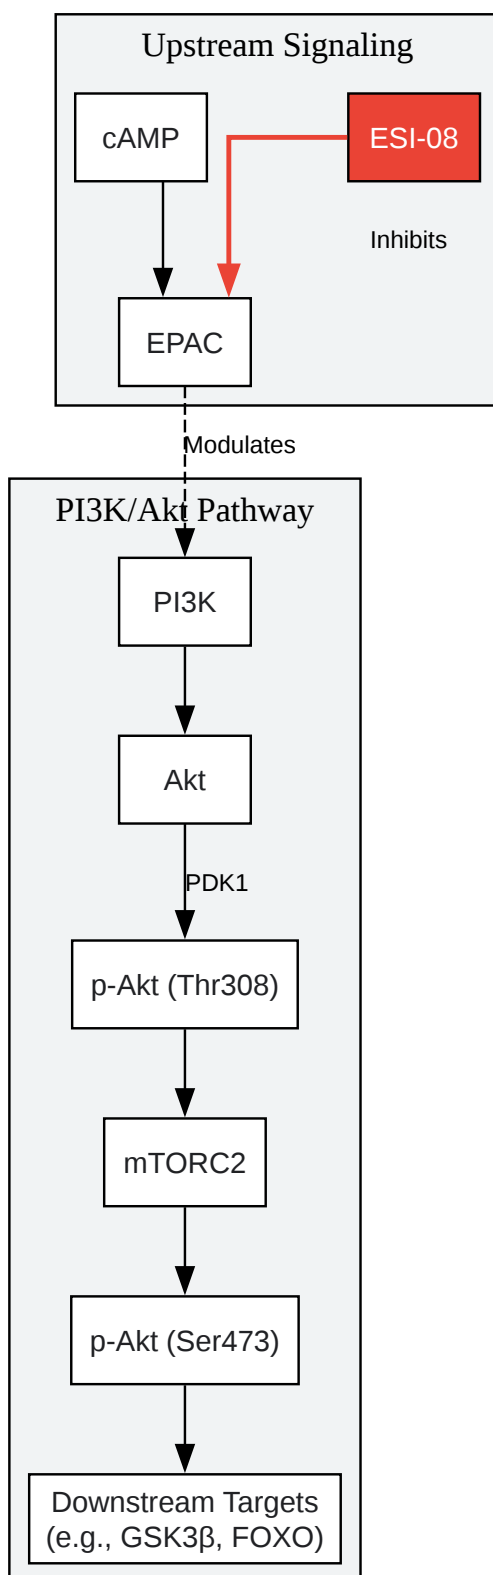 Upstream Signaling
cAMP
ESI-08
Inhibits
EPAC
Modulates
PI3K/Akt Pathway
PI3K
Akt
PDK1
p-Akt (Thr308)
mTORC2
p-Akt (Ser473)
Downstream Targets
(e.g., GSK3β, FOXO)